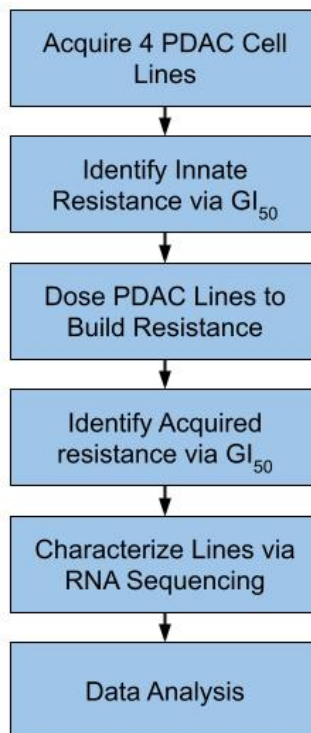 Acquire 4 PDAC Cell
Lines
Identify Innate
Resistance via GI₅₀
Dose PDAC Lines to
Build Resistance
Identify Acquired
resistance via GI₅₀
Characterize Lines via
RNA Sequencing
Data Analysis